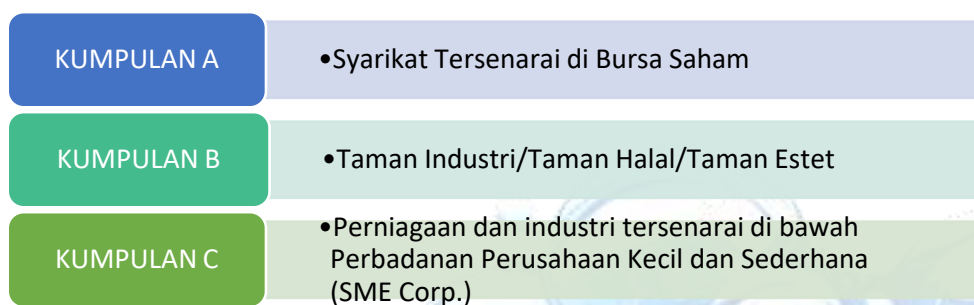 KUMPULAN A
•Syarikat Tersenarai di Bursa Saham
KUMPULAN B
•Taman Industri/Taman Halal/Taman Estet
KUMPULAN C
•Perniagaan dan industri tersenarai di bawah
Perbadanan Perusahaan Kecil dan Sederhana
(SME Corp.)